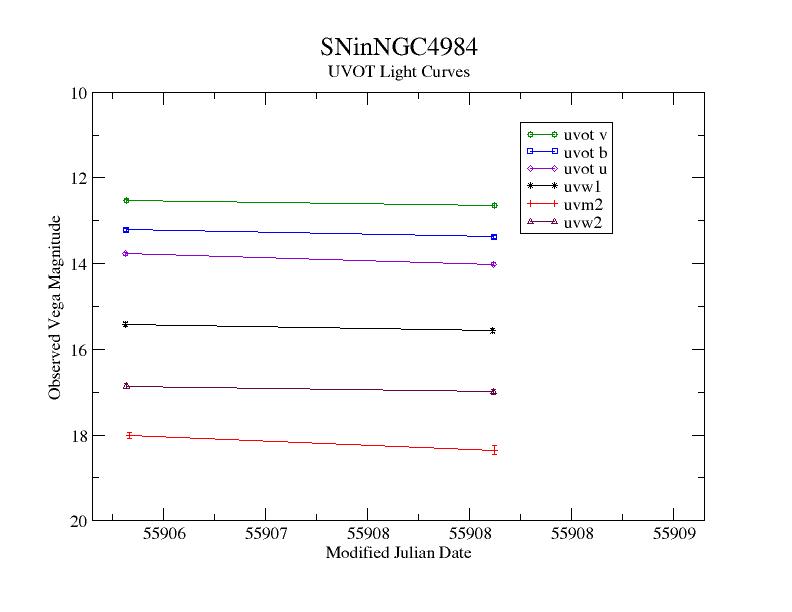 SNinNGC4984
UVOT Light Curves
10
12
14
16
18
20
Observed Vega Magnitude
uvot v
uvot b
uvot u
uvw1
uvm2
uvw2
55906 55907 55908 55908 55908 55909
Modified Julian Date